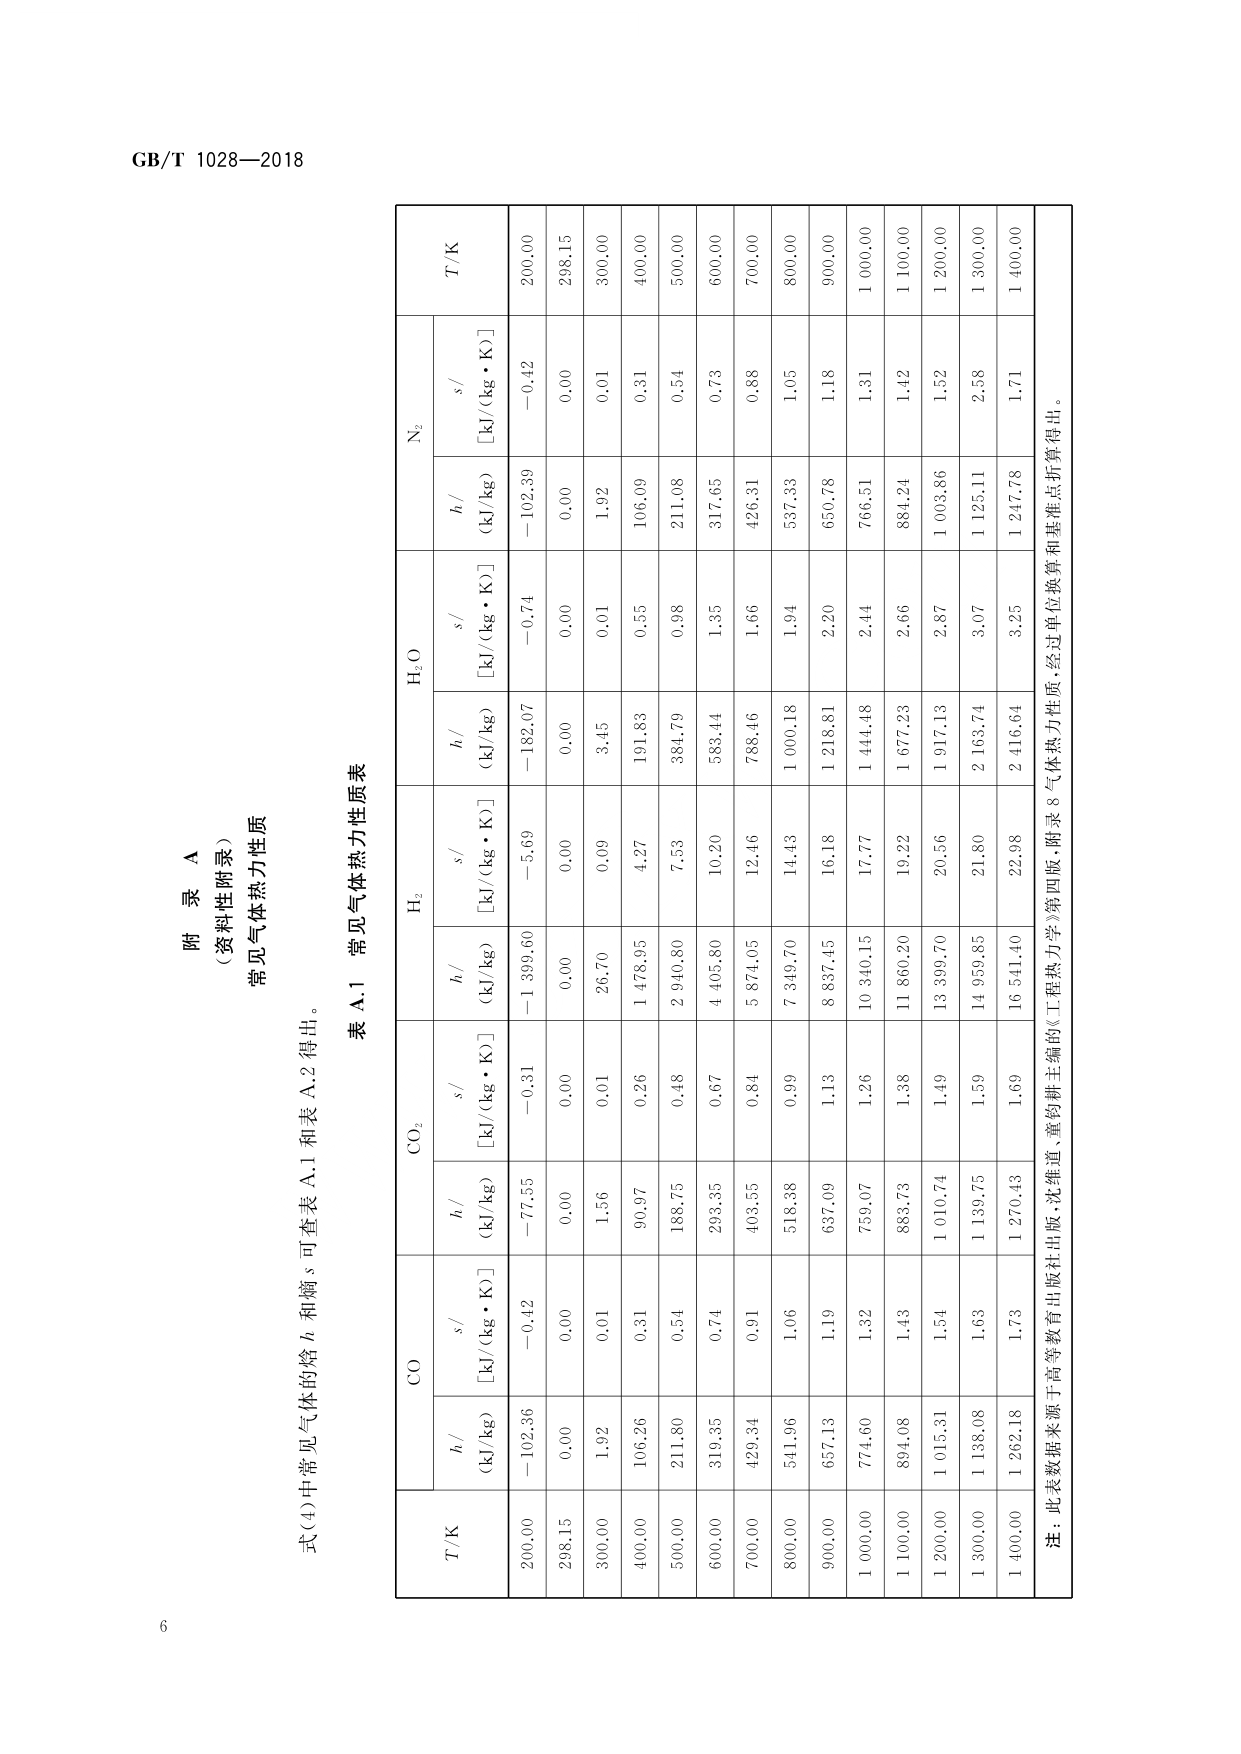 GB/T 1028—2018
附 录 A
（资料性附录）
常见气体热力性质
式(4)中常见气体的焓 h 和熵 s 可查表 A.1 和表 A.2 得出。
表 A.1 常见气体热力性质表
T/K CO CO₂ H₂ H₂O N₂ T/K
h/ s/ h/ s/ h/ s/ h/ s/ h/ s/
(kJ/kg) [kJ/(kg·K)] (kJ/kg) [kJ/(kg·K)] (kJ/kg) [kJ/(kg·K)] (kJ/kg) [kJ/(kg·K)] (kJ/kg) [kJ/(kg·K)]
200.00 −102.36 −0.42 −77.55 −0.31 −1 399.60 −5.69 −182.07 −0.74 −102.39 −0.42 200.00
298.15 0.00 0.00 0.00 0.00 0.00 0.00 0.00 0.00 0.00 0.00 298.15
300.00 1.92 0.01 1.56 0.01 26.70 0.09 3.45 0.01 1.92 0.01 300.00
400.00 106.26 0.31 90.97 0.26 1 478.95 4.27 191.83 0.55 106.09 0.31 400.00
500.00 211.80 0.54 188.75 0.48 2 940.80 7.53 384.79 0.98 211.08 0.54 500.00
600.00 319.35 0.74 293.35 0.67 4 405.80 10.20 583.44 1.35 317.65 0.73 600.00
700.00 429.34 0.91 403.55 0.84 5 874.05 12.46 788.46 1.66 426.31 0.88 700.00
800.00 541.96 1.06 518.38 0.99 7 349.70 14.43 1 000.18 1.94 537.33 1.05 800.00
900.00 657.13 1.19 637.09 1.13 8 837.45 16.18 1 218.81 2.20 650.78 1.18 900.00
1 000.00 774.60 1.32 759.07 1.26 10 340.15 17.77 1 444.48 2.44 766.51 1.31 1 000.00
1 100.00 894.08 1.43 883.73 1.38 11 860.20 19.22 1 677.23 2.66 884.24 1.42 1 100.00
1 200.00 1 015.31 1.54 1 010.74 1.49 13 399.70 20.56 1 917.13 2.87 1 003.86 1.52 1 200.00
1 300.00 1 138.08 1.63 1 139.75 1.59 14 959.85 21.80 2 163.74 3.07 1 125.11 2.58 1 300.00
1 400.00 1 262.18 1.73 1 270.43 1.69 16 541.40 22.98 2 416.64 3.25 1 247.78 1.71 1 400.00
注：此表数据来源于高等教育出版社出版，沈维道、童钧耕主编的《工程热力学》第四版，附录 8 气体热力性质，经过单位换算和基准点折算得出。
6